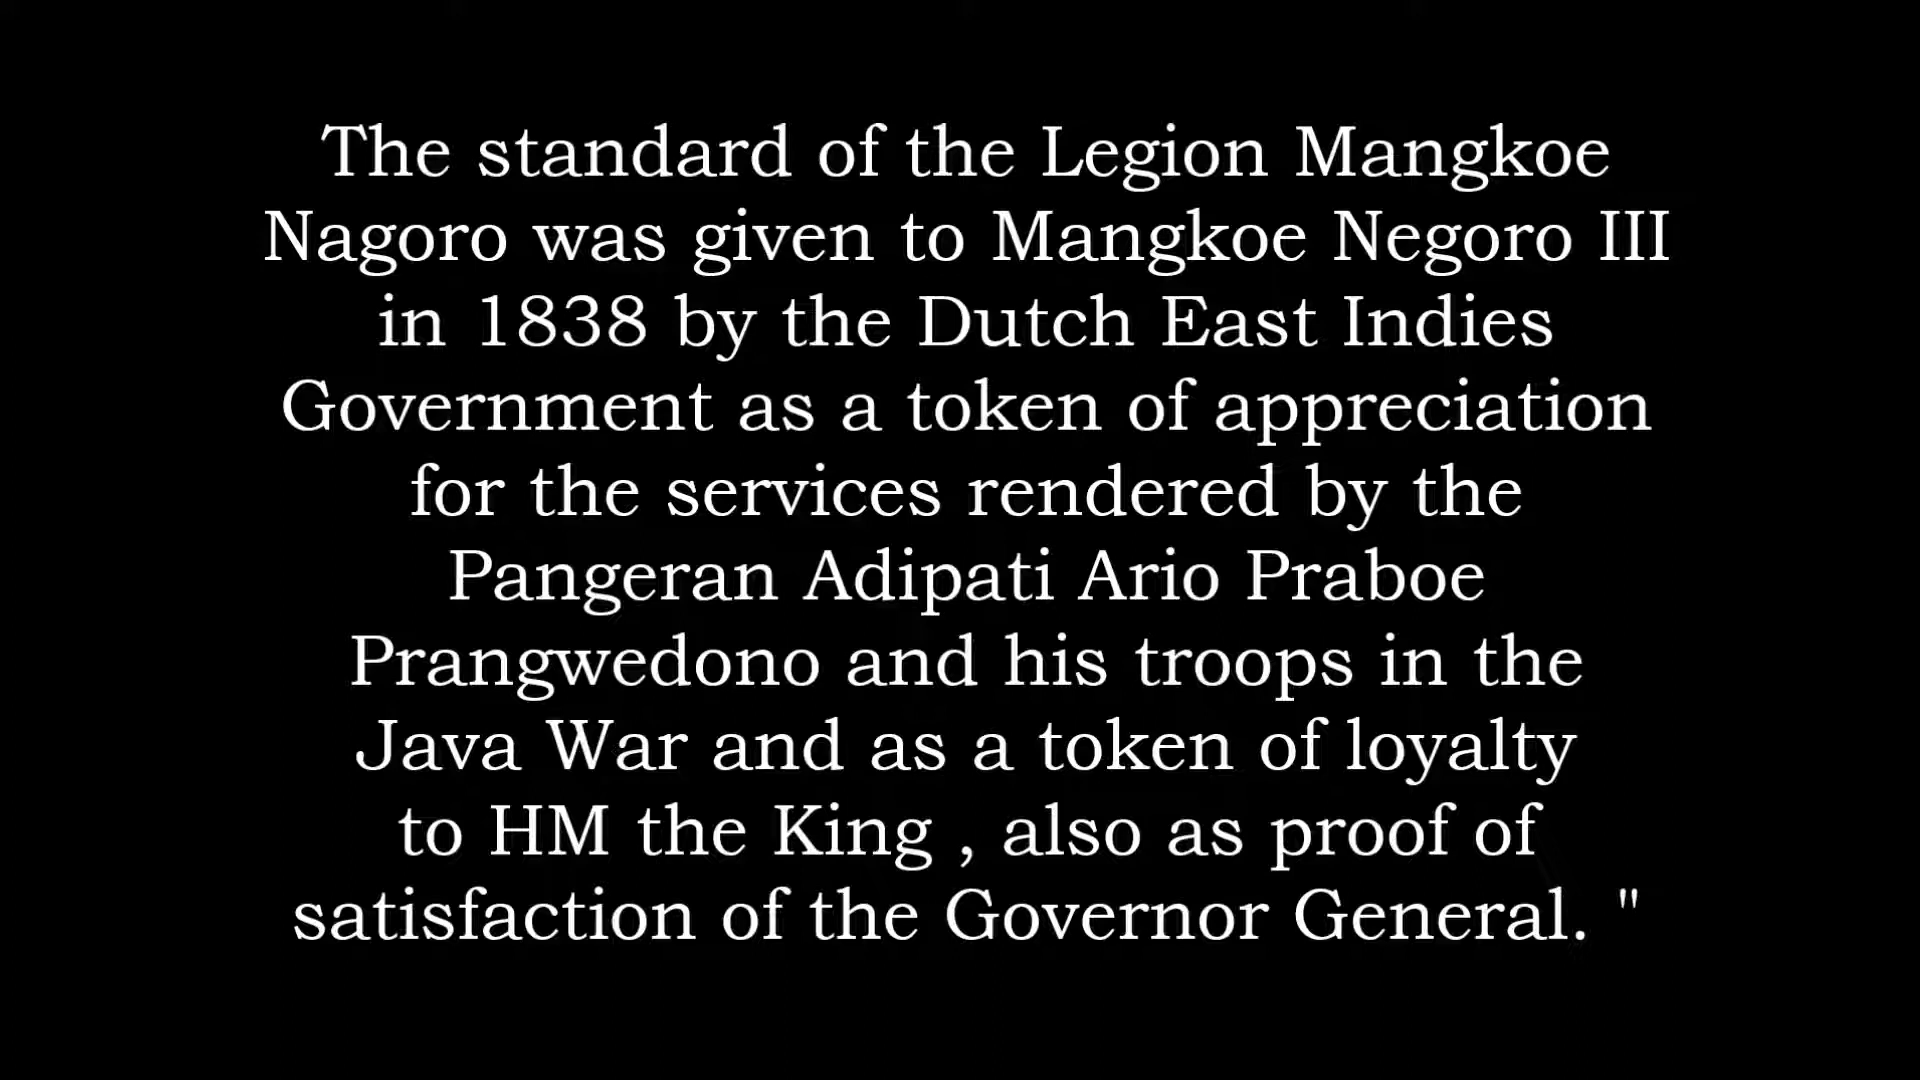 The standard of the Legion Mangkoe
Nagoro was given to Mangkoe Negoro III
in 1838 by the Dutch East Indies
Government as a token of appreciation
for the services rendered by the
Pangeran Adipati Ario Praboe
Prangwedono and his troops in the
Java War and as a token of loyalty
to HM the King , also as proof of
satisfaction of the Governor General. "